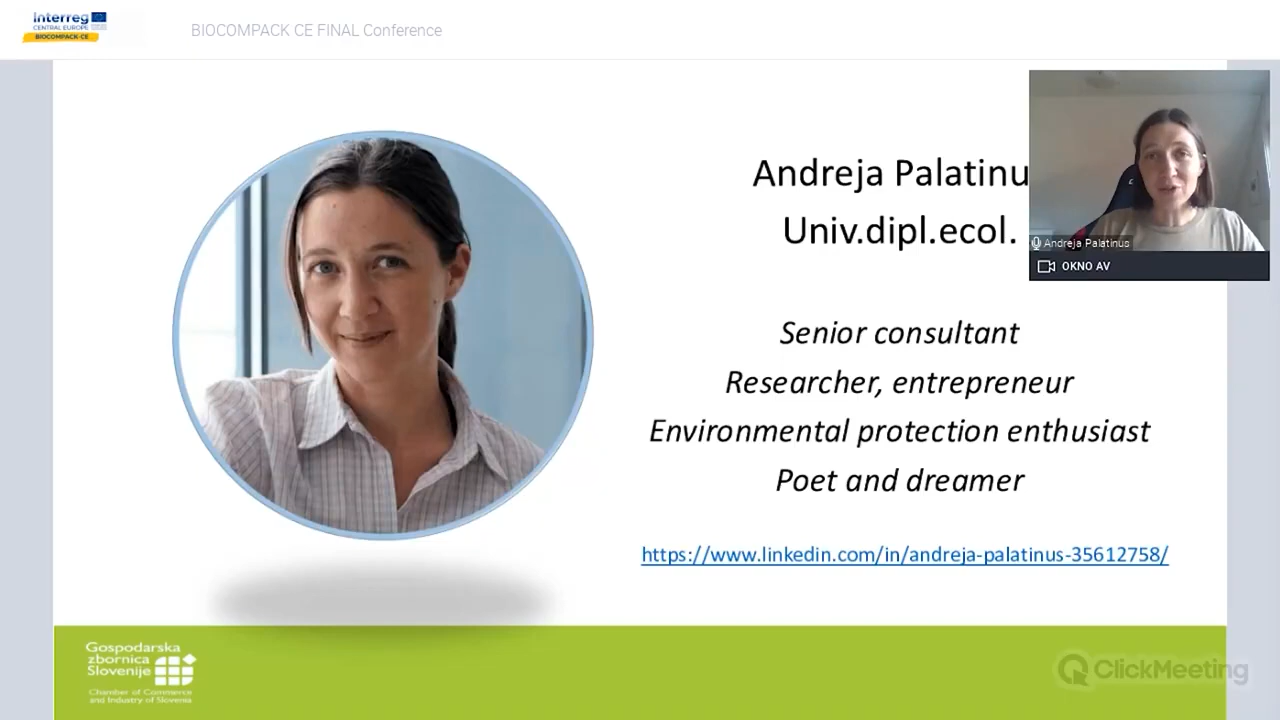 Interreg
CENTRAL EUROPE
BIOCOMPACK-CE
BIOCOMPACK CE FINAL Conference
Andreja Palatinu
Univ.dipl.ecol.
Andreja Palatinus
OKNO AV
Senior consultant
Researcher, entrepreneur
Environmental protection enthusiast
Poet and dreamer
https://www.linkedin.com/in/andreja-palatinus-35612758/
Gospodarska
zbornica
Slovenije
Chamber of Commerce
and Industry of Slovenia
ClickMeeting